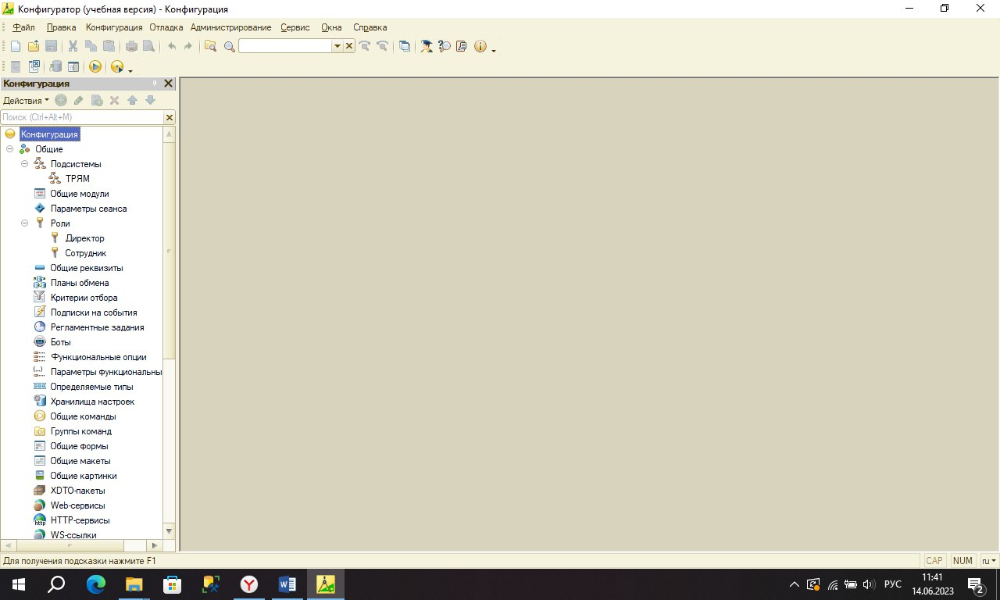 Конфигуратор (учебная версия) - Конфигурация
Файл Правка Конфигурация Отладка Администрирование Сервис Окна Справка
Конфигурация
Действия
Поиск (Ctrl+Alt+M)
Конфигурация
Общие
Подсистемы
ТРЯМ
Общие модули
Параметры сеанса
Роли
Директор
Сотрудник
Общие реквизиты
Планы обмена
Критерии отбора
Подписки на события
Регламентные задания
Боты
Функциональные опции
Параметры функциональны
Определяемые типы
Хранилища настроек
Общие команды
Группы команд
Общие формы
Общие макеты
Общие картинки
XDTO-пакеты
Web-сервисы
HTTP-сервисы
WS-ссылки
Для получения подсказки нажмите F1
CAP NUM ru
РУС
11:41
14.06.2023
2